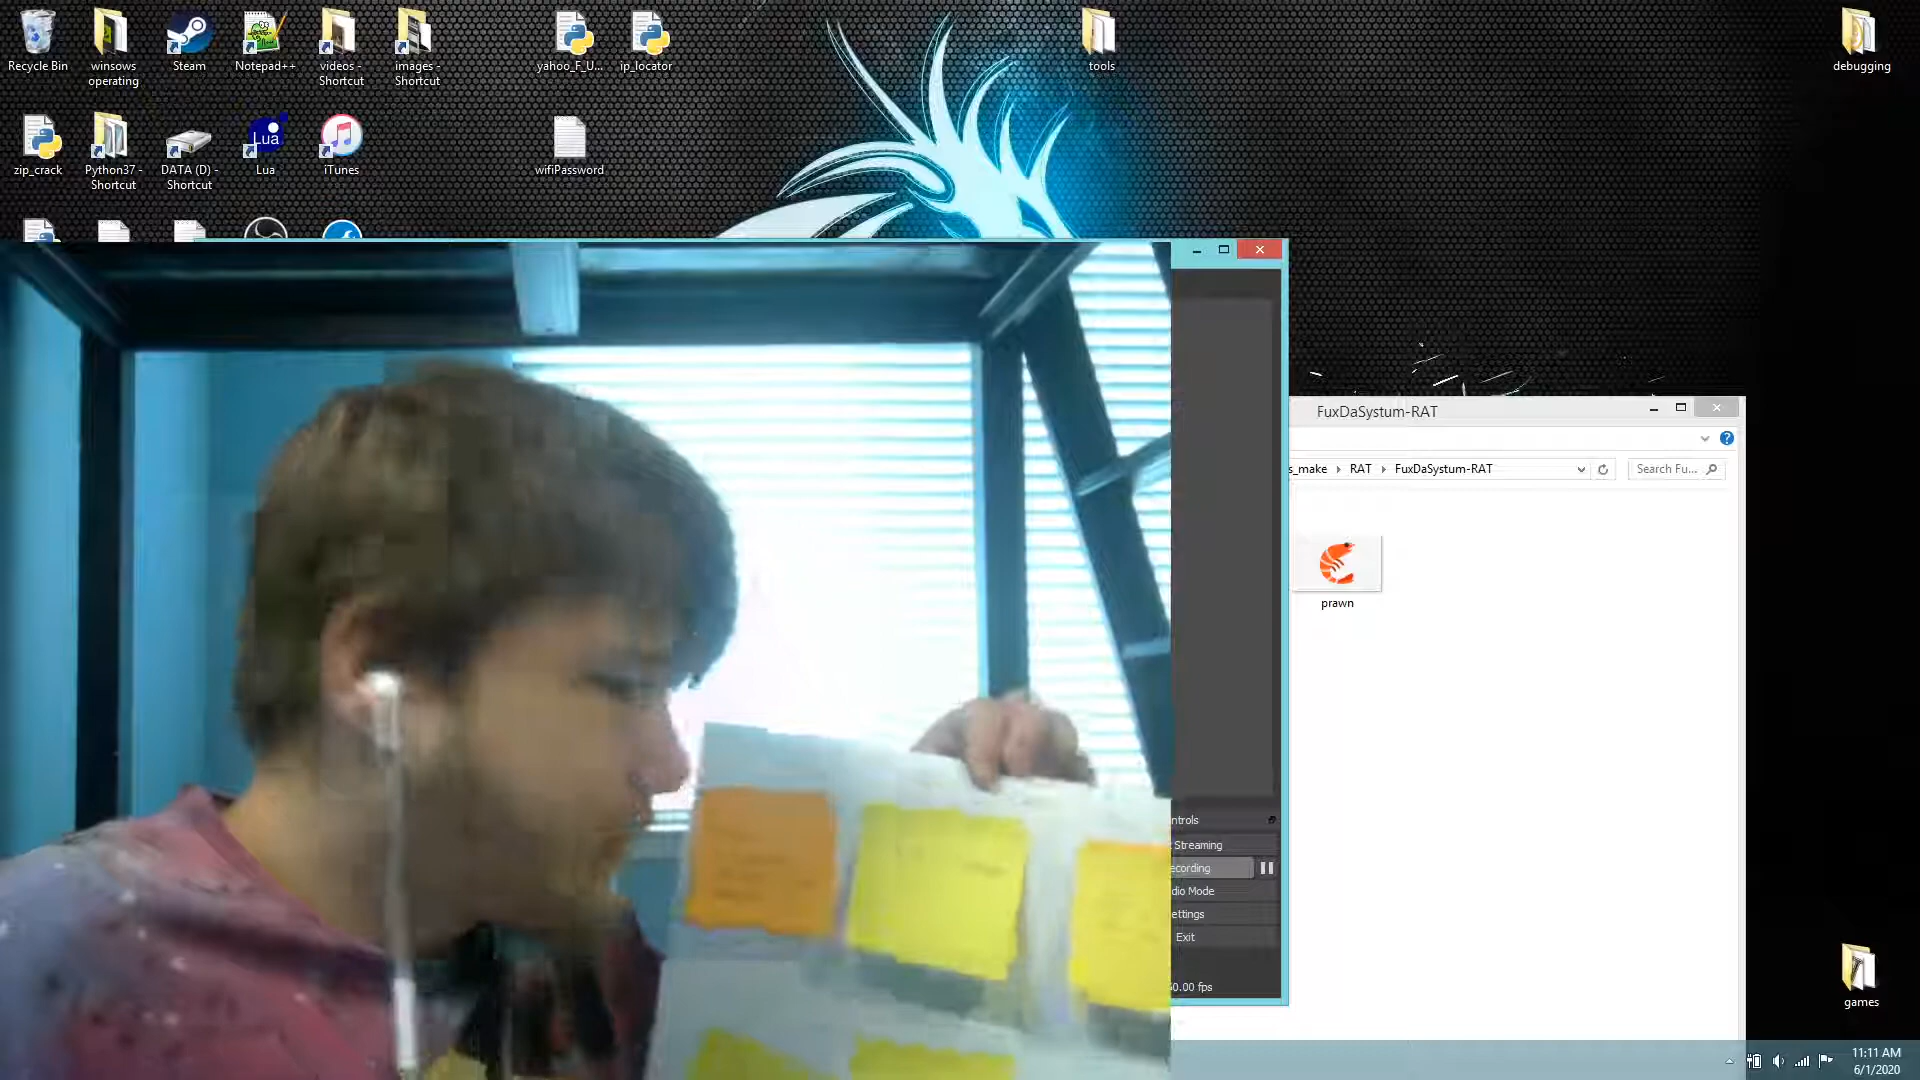 Recycle Bin
winsows
operating
Steam
Notepad++
videos -
Shortcut
images -
Shortcut
yahoo_F_U...
ip_locator
tools
debugging
zip_crack
Python37 -
Shortcut
DATA (D) -
Shortcut
Lua
Lua
iTunes
wifiPassword
FuxDaSystum-RAT
s_make
RAT
FuxDaSystum-RAT
Search Fu...
prawn
ntrols
Streaming
ecording
dio Mode
ettings
Exit
0.00 fps
games
11:11 AM
6/1/2020